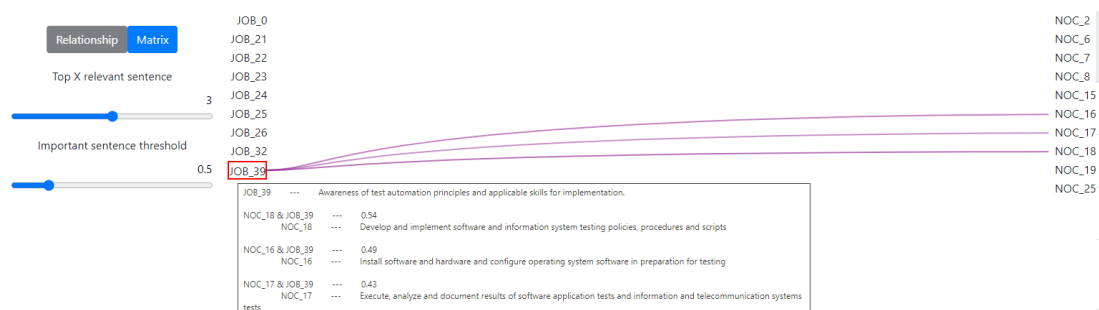 Relationship Matrix
Top X relevant sentence
3
Important sentence threshold
0.5
JOB_0
JOB_21
JOB_22
JOB_23
JOB_24
JOB_25
JOB_26
JOB_32
JOB_39
NOC_2
NOC_6
NOC_7
NOC_8
NOC_15
NOC_16
NOC_17
NOC_18
NOC_19
NOC_25
JOB_39 --- Awareness of test automation principles and applicable skills for implementation.
NOC_18 & JOB_39 --- 0.54
NOC_18 --- Develop and implement software and information system testing policies, procedures and scripts
NOC_16 & JOB_39 --- 0.49
NOC_16 --- Install software and hardware and configure operating system software in preparation for testing
NOC_17 & JOB_39 --- 0.43
NOC_17 --- Execute, analyze and document results of software application tests and information and telecommunication systems
tests